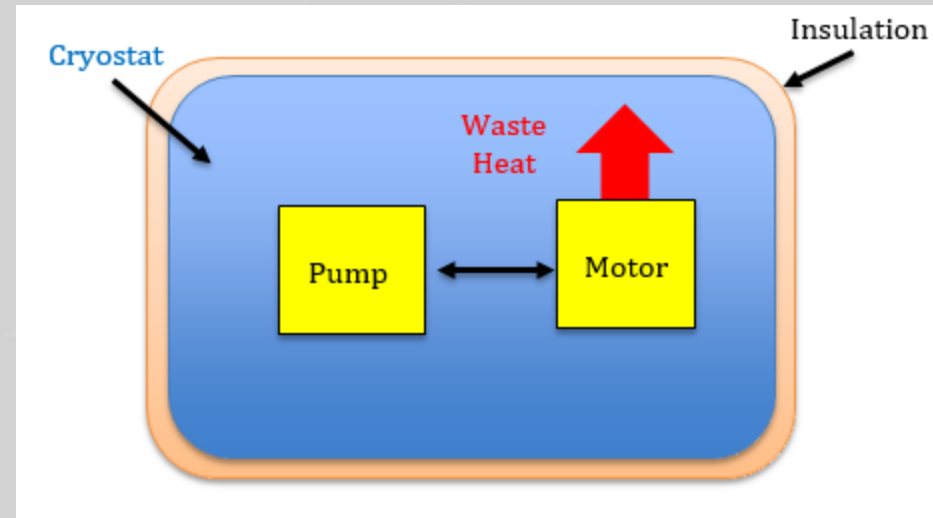 Insulation
Cryostat
Waste
Heat
Pump
Motor